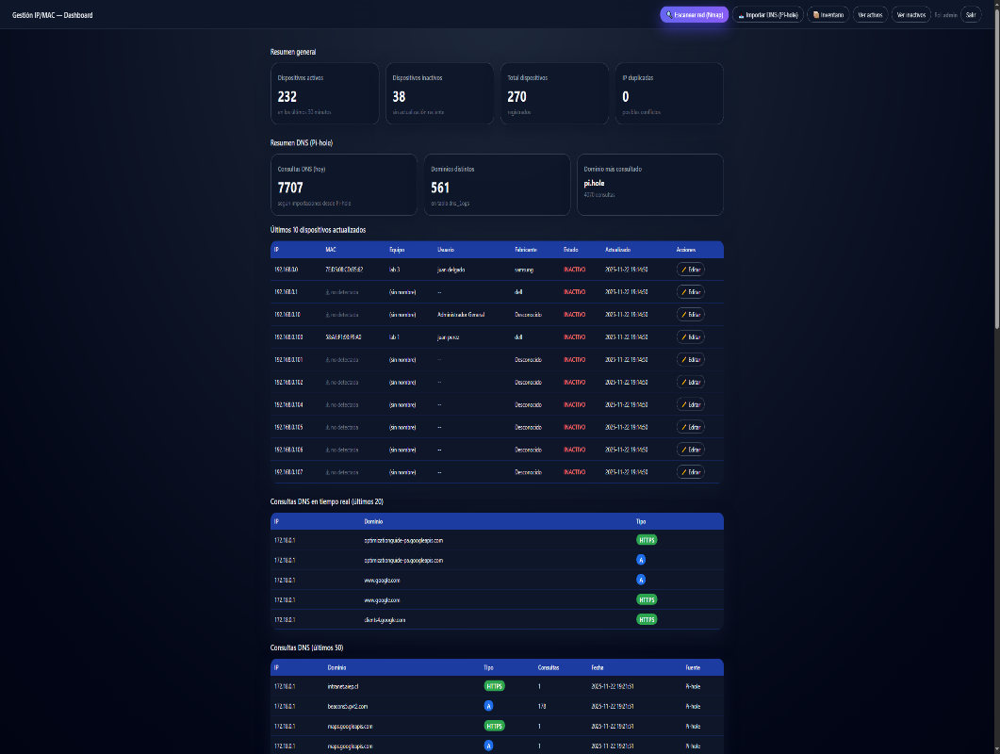 Gestión IP/MAC — Dashboard
Escanear red (Nmap) Importar DNS (Pi-hole) Inventario Ver activos Ver inactivos Rol: admin Salir
Resumen general
Dispositivos activos Dispositivos inactivos Total dispositivos IP duplicadas
232 38 270 0
en los últimos 30 minutos sin actualización reciente registrados posibles conflictos
Resumen DNS (Pi-hole)
Consultas DNS (hoy) Dominios distintos Dominio más consultado
7707 561 pi.hole
según importaciones desde Pi-hole en tabla dns_logs consultas
Últimos 10 dispositivos actualizados
IP MAC Equipo Usuario Fabricante Estado Actualizado Acciones
192.168.0.0 lab 3 juan delgado samsung INACTIVO 2025-11-22 19:14:50 Editar
192.168.0.1 ⚠ no detectada (sin nombre) -- dell INACTIVO 2025-11-22 19:14:50 Editar
192.168.0.10 ⚠ no detectada (sin nombre) Administrador General Desconocido INACTIVO 2025-11-22 19:14:50 Editar
192.168.0.100 lab 1 juan perez dell INACTIVO 2025-11-22 19:14:50 Editar
192.168.0.101 ⚠ no detectada (sin nombre) -- Desconocido INACTIVO 2025-11-22 19:14:50 Editar
192.168.0.102 ⚠ no detectada (sin nombre) -- Desconocido INACTIVO 2025-11-22 19:14:50 Editar
192.168.0.104 ⚠ no detectada (sin nombre) -- Desconocido INACTIVO 2025-11-22 19:14:50 Editar
192.168.0.105 ⚠ no detectada (sin nombre) -- Desconocido INACTIVO 2025-11-22 19:14:50 Editar
192.168.0.106 ⚠ no detectada (sin nombre) -- Desconocido INACTIVO 2025-11-22 19:14:50 Editar
192.168.0.107 ⚠ no detectada (sin nombre) -- Desconocido INACTIVO 2025-11-22 19:14:50 Editar
Consultas DNS en tiempo real (últimos 20)
IP Dominio Tipo
172.18.0.1 optimizationguide-pa.googleapis.com HTTPS
172.18.0.1 optimizationguide-pa.googleapis.com A
172.18.0.1 www.google.com A
172.18.0.1 www.google.com HTTPS
172.18.0.1 clients4.google.com HTTPS
Consultas DNS (últimos 50)
IP Dominio Tipo Consultas Fecha Fuente
172.18.0.1 intranet.aiep.cl HTTPS 1 2025-11-22 19:21:51 Pi-hole
172.18.0.1 beacons5.gvt2.com A 178 2025-11-22 19:21:51 Pi-hole
172.18.0.1 maps.googleapis.com HTTPS 1 2025-11-22 19:21:51 Pi-hole
172.18.0.1 maps.googleapis.com A 1 2025-11-22 19:21:51 Pi-hole